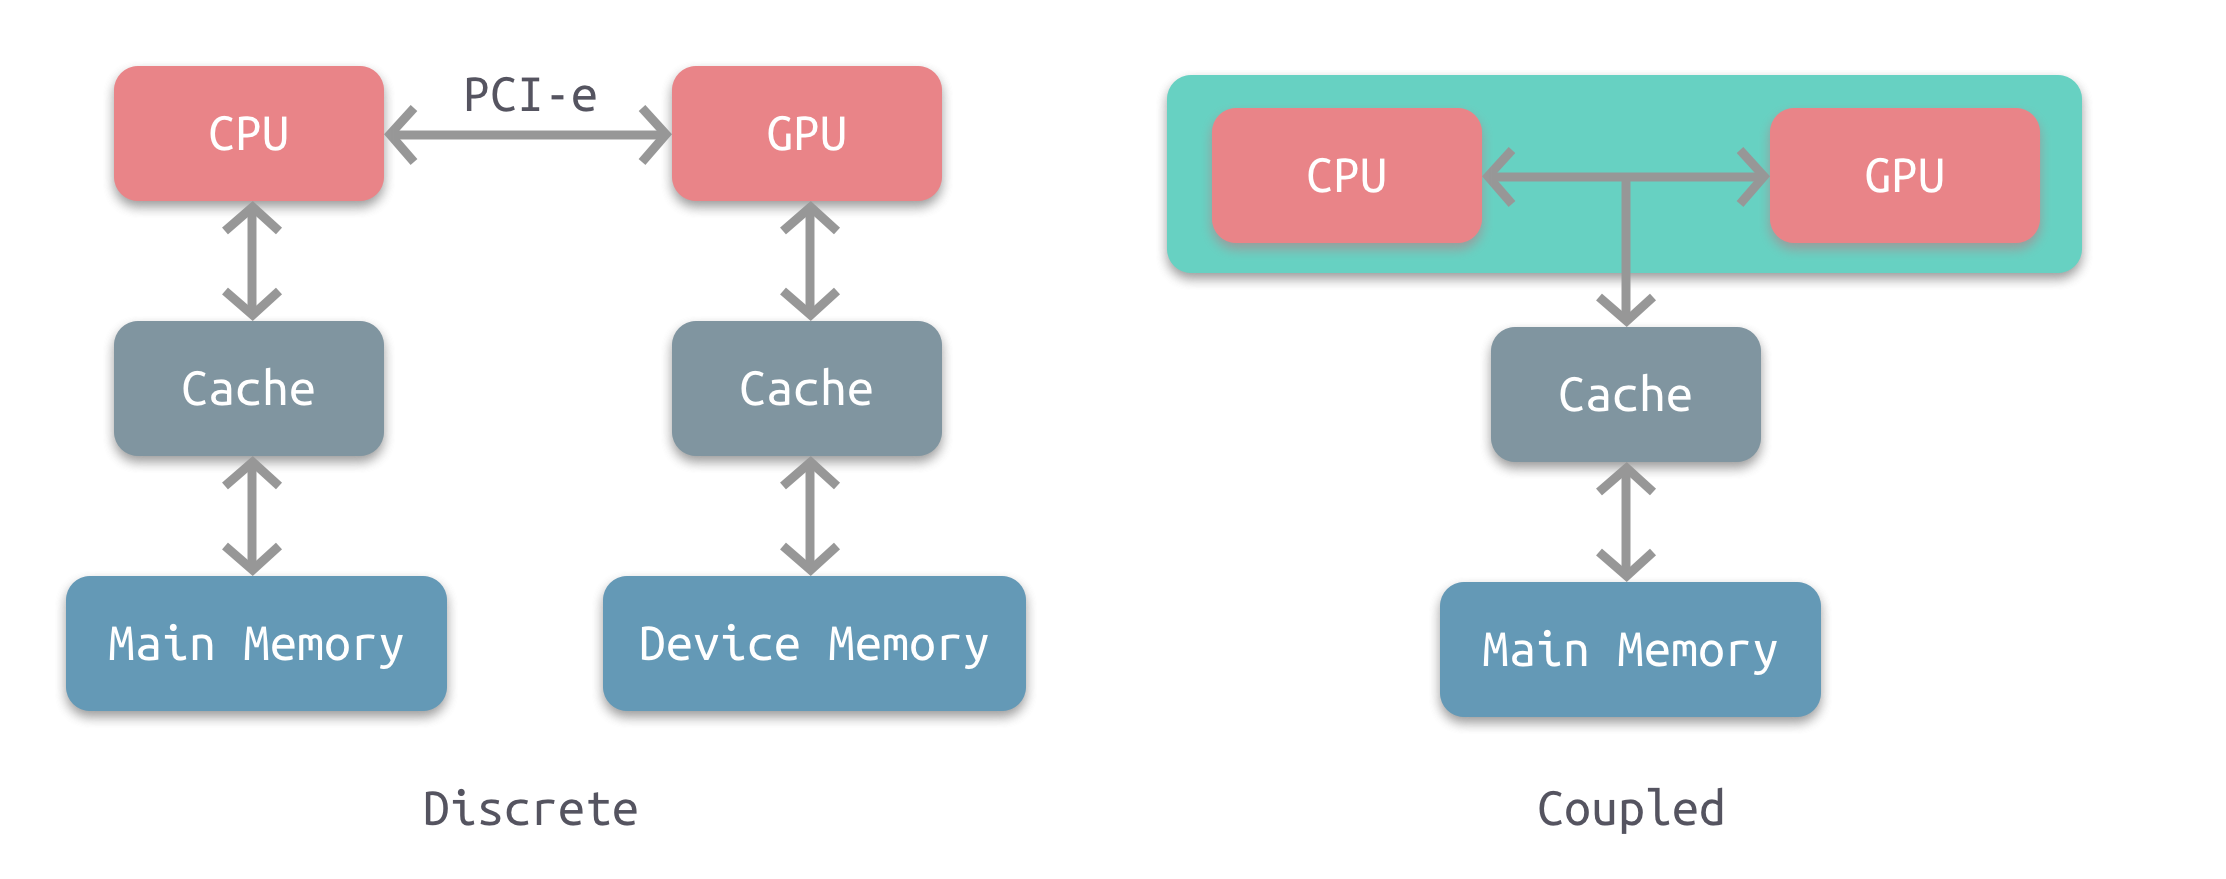 PCI-e
CPU
GPU
Cache
Cache
Main Memory
Device Memory
Discrete
CPU
GPU
Cache
Main Memory
Coupled